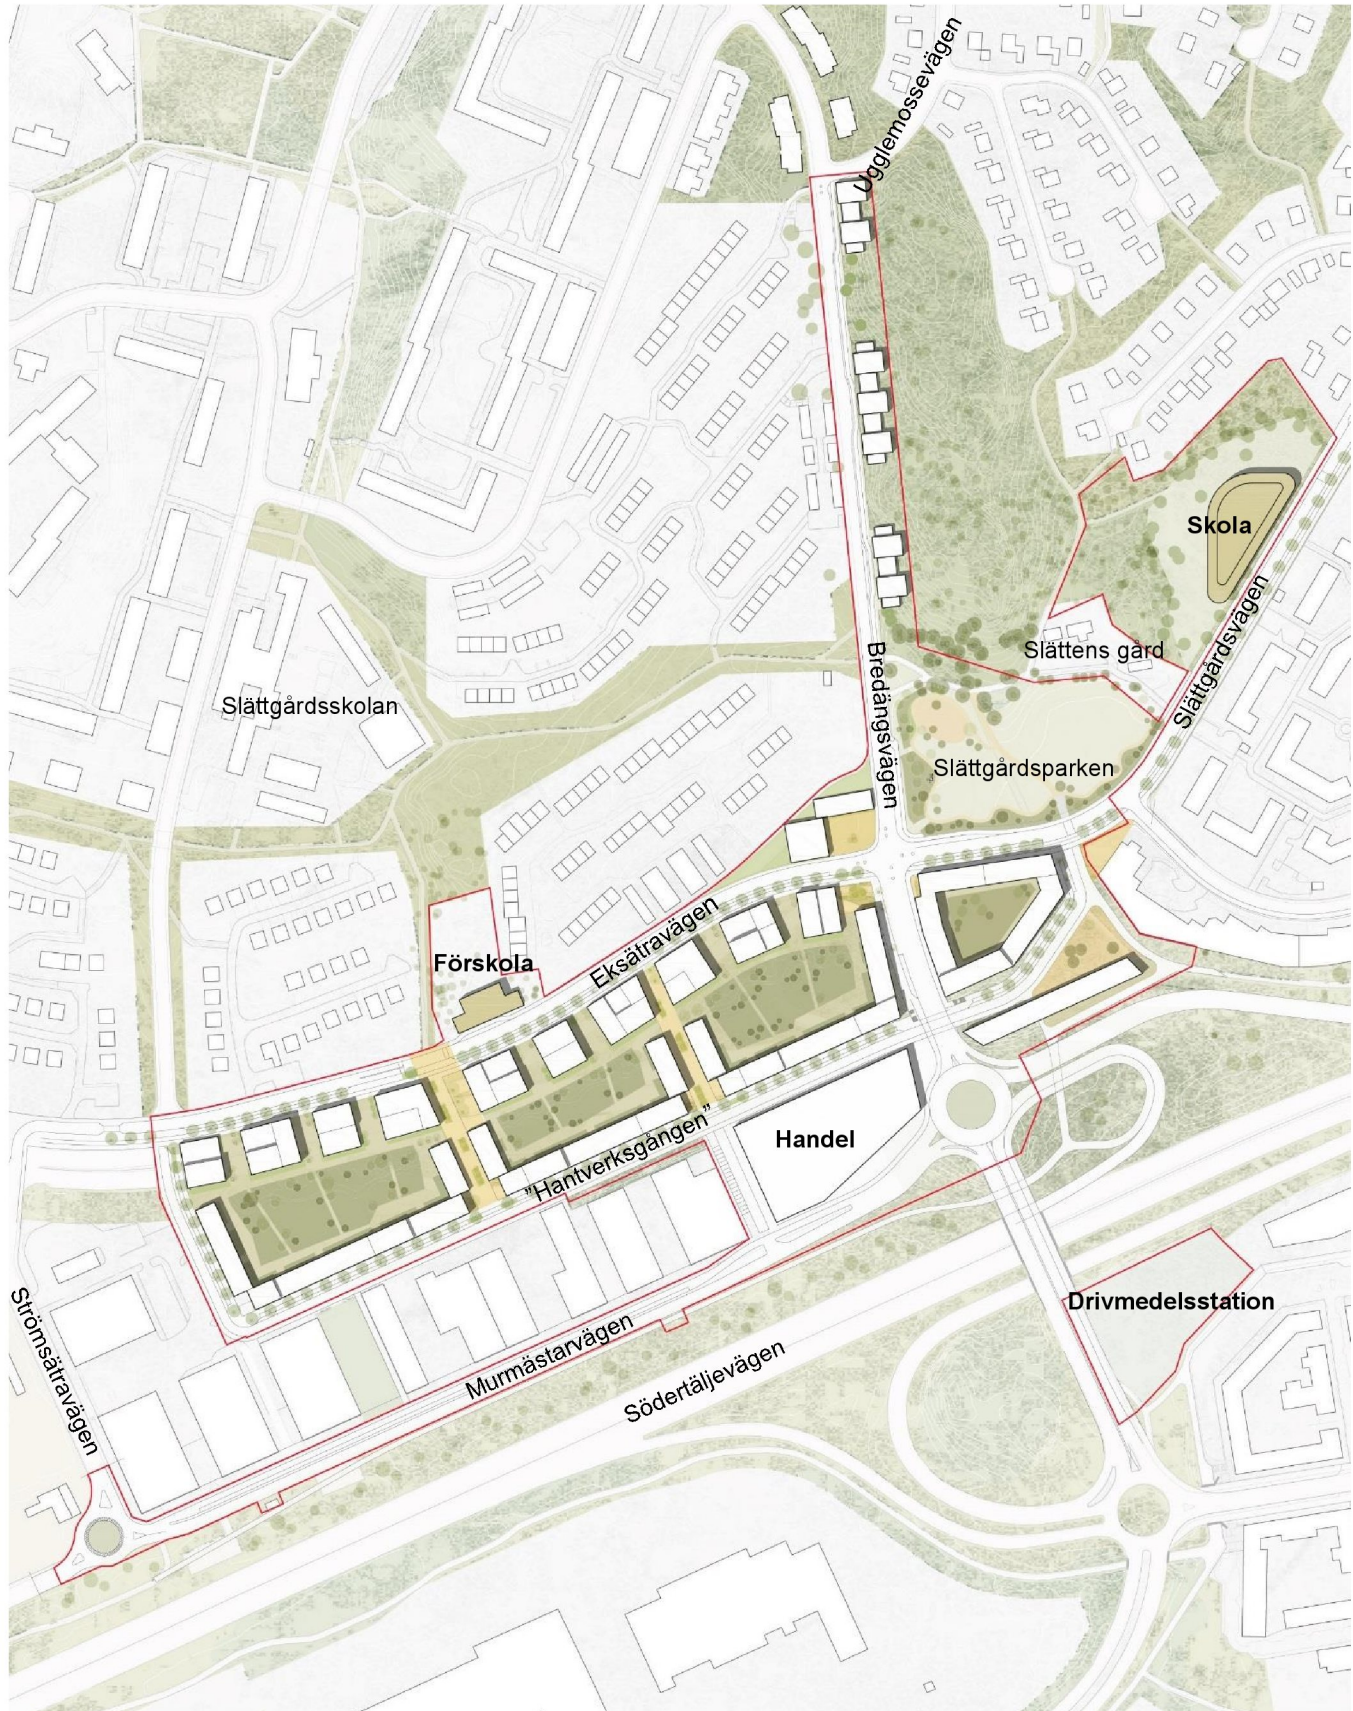 Ugglemossevägen
Skola
Slättgårdsvägen
Slättens gård
Bredängsvägen
Slättgårdsskolan
Slättgårdsparken
Eksätravägen
Förskola
"Hantverksgången"
Handel
Strömsätravägen
Drivmedelsstation
Murmästarvägen
Södertäljevägen